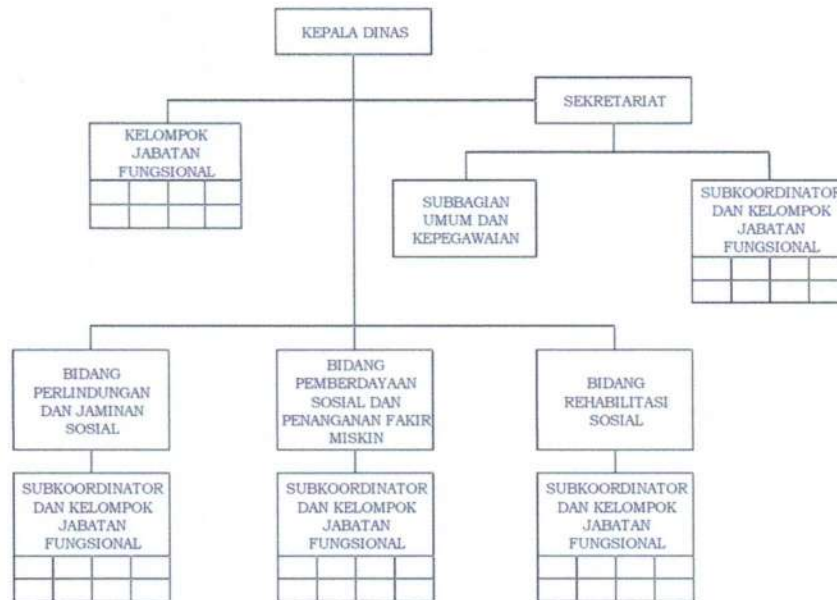 KEPALA DINAS
SEKRETARIAT
KELOMPOK
JABATAN
FUNGSIONAL
SUBBAGIAN
UMUM DAN
KEPEGAWAIAN
SUBKOORDINATOR
DAN KELOMPOK
JABATAN
FUNGSIONAL
BIDANG
PERLINDUNGAN
DAN JAMINAN
SOSIAL
BIDANG
PEMBERDAYAAN
SOSIAL DAN
PENANGANAN FAKIR
MISKIN
BIDANG
REHABILITASI
SOSIAL
SUBKOORDINATOR
DAN KELOMPOK
JABATAN
FUNGSIONAL
SUBKOORDINATOR
DAN KELOMPOK
JABATAN
FUNGSIONAL
SUBKOORDINATOR
DAN KELOMPOK
JABATAN
FUNGSIONAL